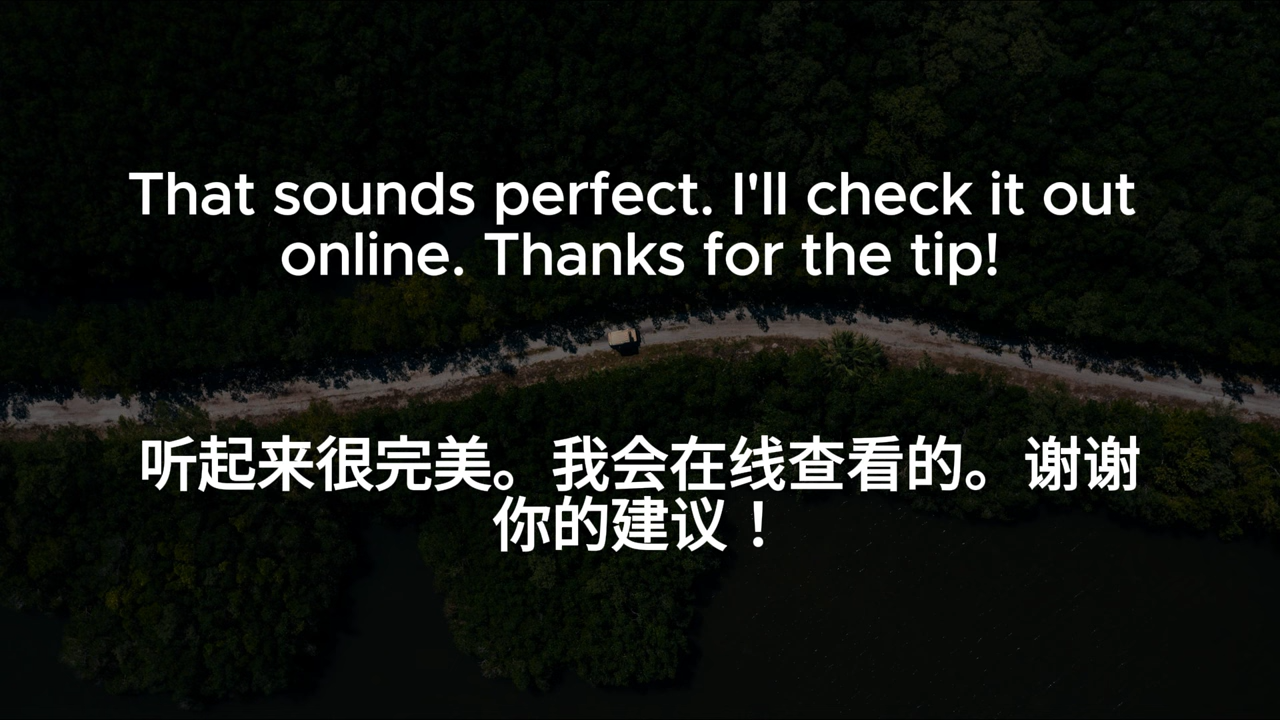 That sounds perfect. I'll check it out
online. Thanks for the tip!
听起来很完美。我会在线查看的。谢谢
你的建议！